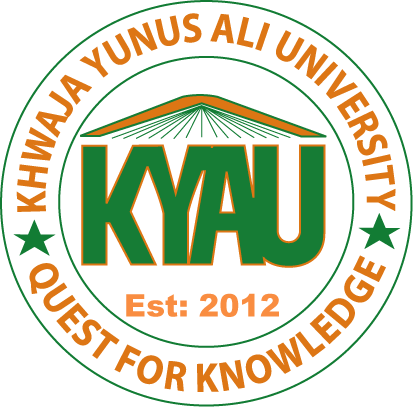 KHWAJA YUNUS ALI UNIVERSITY
KYAU
Est: 2012
QUEST FOR KNOWLEDGE